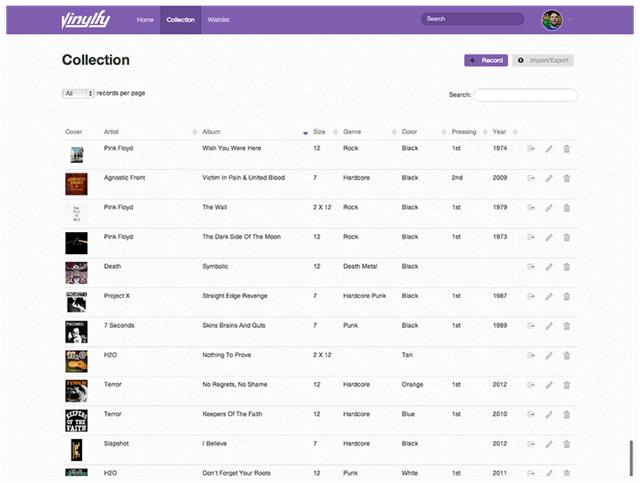 Vinylfy Home Collection Wishlist Search
Collection
+ Record Import/Export
All records per page Search:
Cover Artist Album Size Genre Color Pressing Year
Pink Floyd Wish You Were Here 12 Rock Black 1st 1974
Agnostic Front Victim In Pain & United Blood 7 Hardcore Black 2nd 2009
Pink Floyd The Wall 2 X 12 Rock Black 1st 1979
Pink Floyd The Dark Side Of The Moon 12 Rock Black 1st 1973
Death Symbolic 12 Death Metal Black
PROJECT X
Project X Straight Edge Revenge 7 Hardcore Punk Black 1st 1987
7 Seconds Skins Brains And Guts 7 Punk Black 1st 1989
H2O Nothing To Prove 2 X 12 Tan
Terror No Regrets, No Shame 12 Hardcore Orange 1st 2012
Terror Keepers Of The Faith 12 Hardcore Blue 1st 2010
KEEPERS
OF THE
FAITH
Slapshot I Believe 7 Hardcore Black 2012
H2O Don't Forget Your Roots 12 Punk White 1st 2011